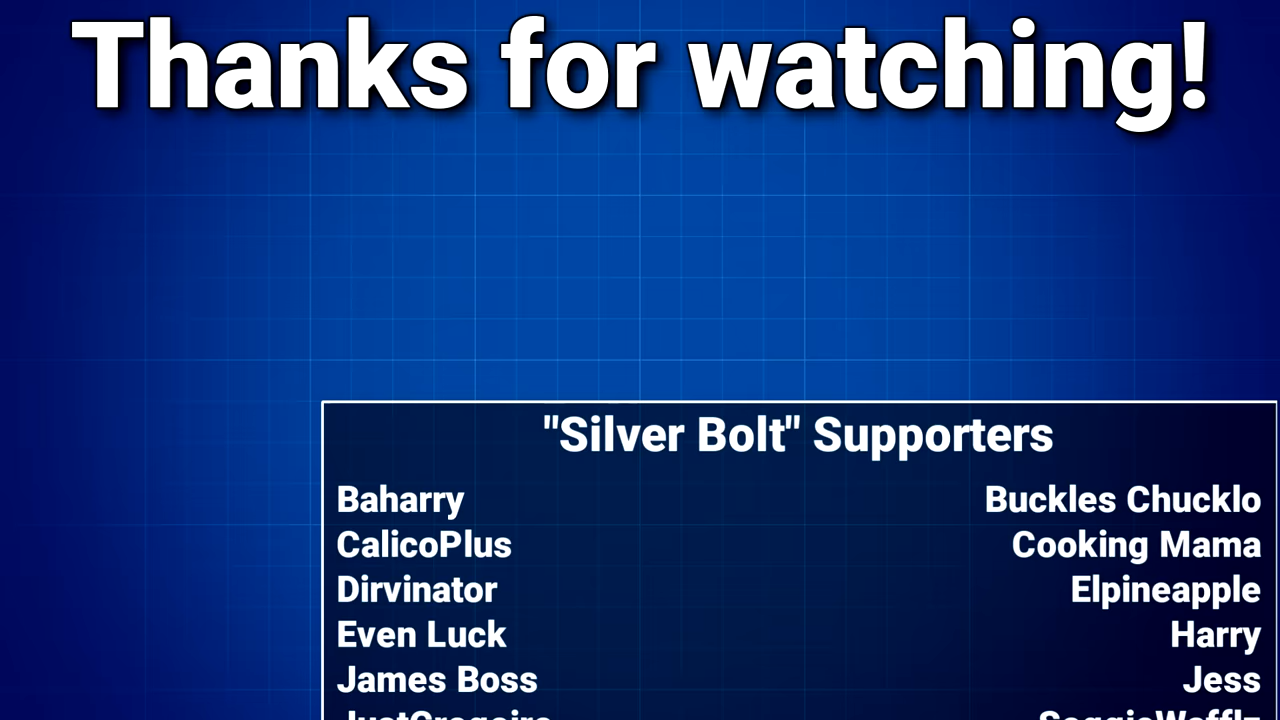 Thanks for watching!
"Silver Bolt" Supporters
Baharry Buckles Chucklo
CalicoPlus Cooking Mama
Dirvinator Elpineapple
Even Luck Harry
James Boss Jess